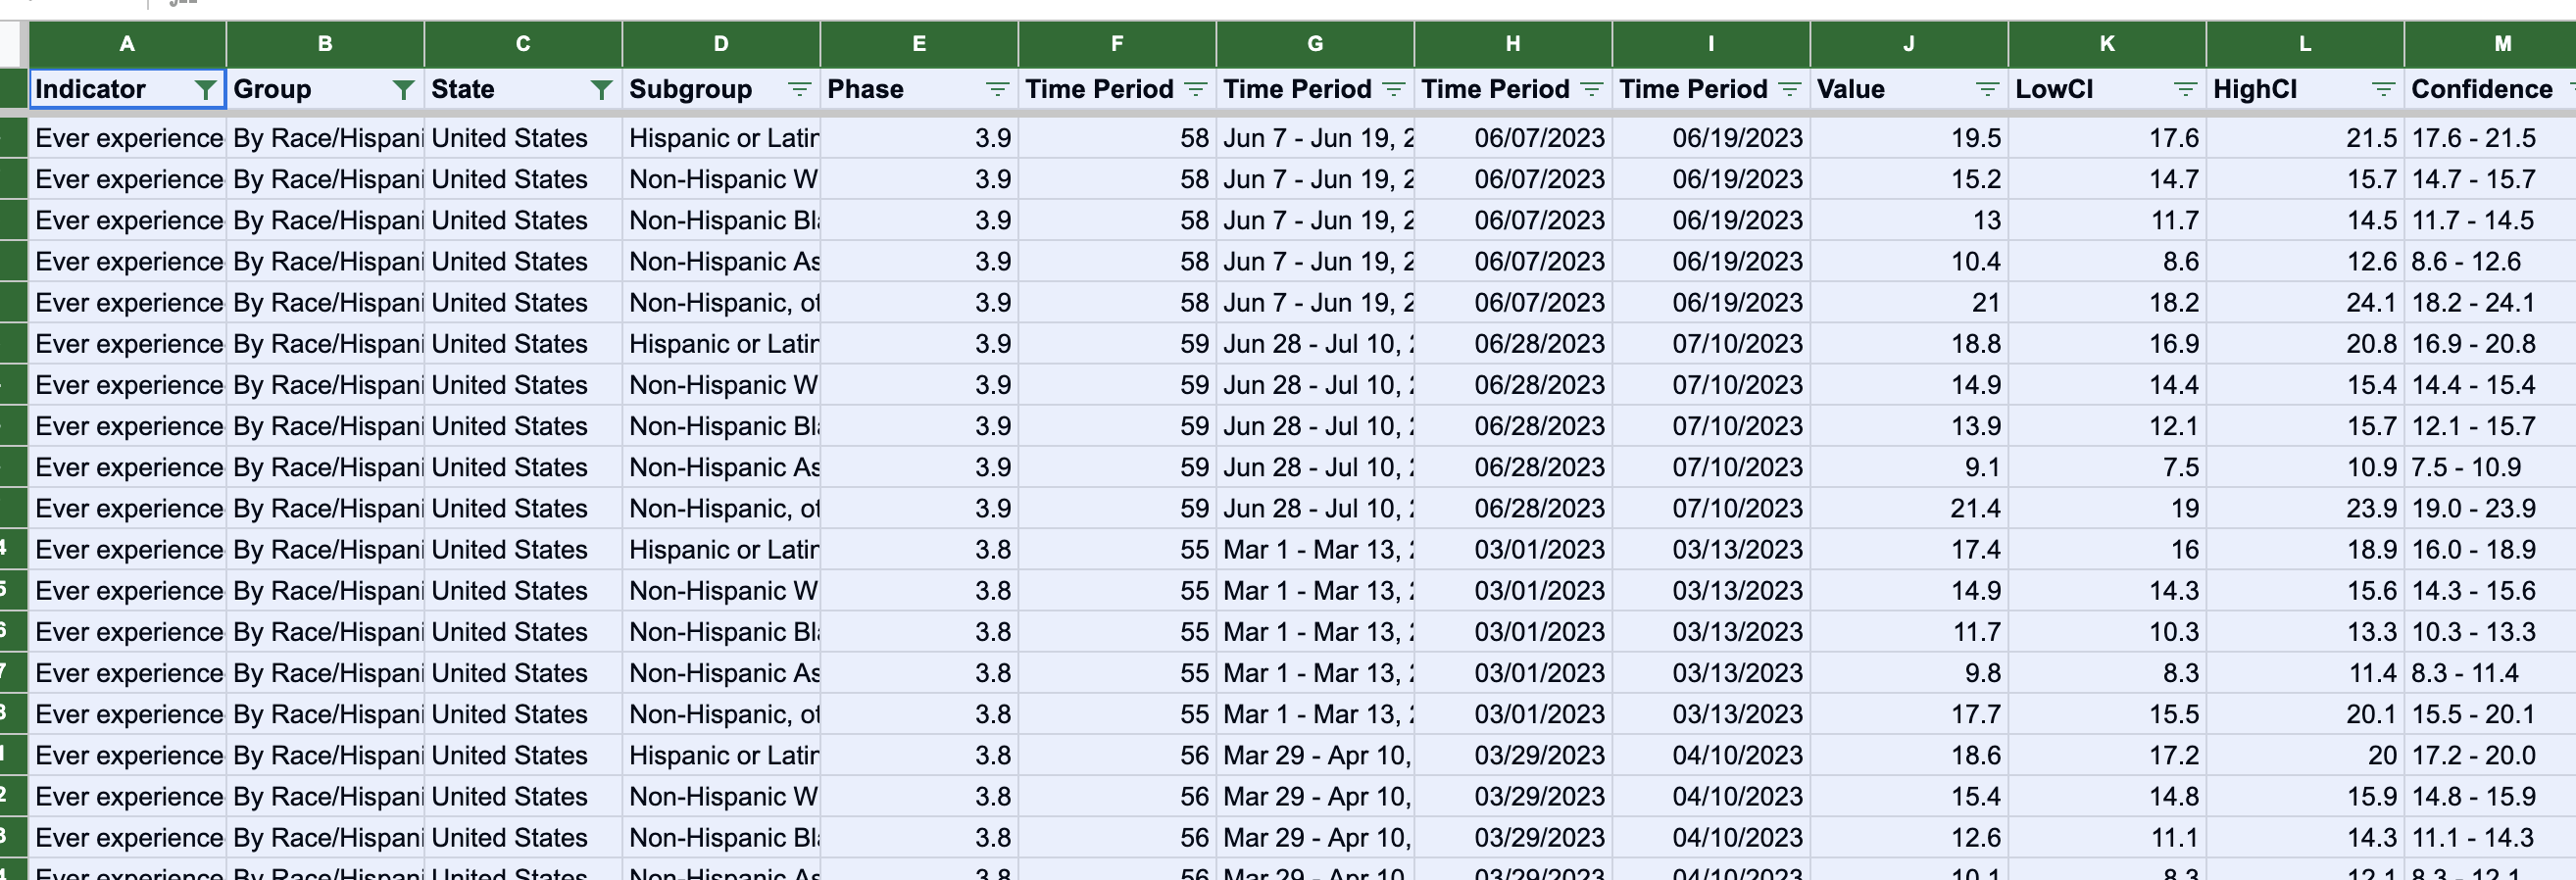 A B C D E F G H I J K L M
Indicator Group State Subgroup Phase Time Period Time Period Time Period Time Period Value LowCI HighCI Confidence
Ever experience By Race/Hispani United States Hispanic or Latin 3.9 58 Jun 7 - Jun 19, 2 06/07/2023 06/19/2023 19.5 17.6 21.5 17.6 - 21.5
Ever experience By Race/Hispani United States Non-Hispanic W 3.9 58 Jun 7 - Jun 19, 2 06/07/2023 06/19/2023 15.2 14.7 15.7 14.7 - 15.7
Ever experience By Race/Hispani United States Non-Hispanic Bla 3.9 58 Jun 7 - Jun 19, 2 06/07/2023 06/19/2023 13 11.7 14.5 11.7 - 14.5
Ever experience By Race/Hispani United States Non-Hispanic As 3.9 58 Jun 7 - Jun 19, 2 06/07/2023 06/19/2023 10.4 8.6 12.6 8.6 - 12.6
Ever experience By Race/Hispani United States Non-Hispanic, ot 3.9 58 Jun 7 - Jun 19, 2 06/07/2023 06/19/2023 21 18.2 24.1 18.2 - 24.1
Ever experience By Race/Hispani United States Hispanic or Latin 3.9 59 Jun 28 - Jul 10, 06/28/2023 07/10/2023 18.8 16.9 20.8 16.9 - 20.8
Ever experience By Race/Hispani United States Non-Hispanic W 3.9 59 Jun 28 - Jul 10, 06/28/2023 07/10/2023 14.9 14.4 15.4 14.4 - 15.4
Ever experience By Race/Hispani United States Non-Hispanic Bla 3.9 59 Jun 28 - Jul 10, 06/28/2023 07/10/2023 13.9 12.1 15.7 12.1 - 15.7
Ever experience By Race/Hispani United States Non-Hispanic As 3.9 59 Jun 28 - Jul 10, 06/28/2023 07/10/2023 9.1 7.5 10.9 7.5 - 10.9
Ever experience By Race/Hispani United States Non-Hispanic, ot 3.9 59 Jun 28 - Jul 10, 06/28/2023 07/10/2023 21.4 19 23.9 19.0 - 23.9
4 Ever experience By Race/Hispani United States Hispanic or Latin 3.8 55 Mar 1 - Mar 13, 03/01/2023 03/13/2023 17.4 16 18.9 16.0 - 18.9
5 Ever experience By Race/Hispani United States Non-Hispanic W 3.8 55 Mar 1 - Mar 13, 03/01/2023 03/13/2023 14.9 14.3 15.6 14.3 - 15.6
6 Ever experience By Race/Hispani United States Non-Hispanic Bla 3.8 55 Mar 1 - Mar 13, 03/01/2023 03/13/2023 11.7 10.3 13.3 10.3 - 13.3
7 Ever experience By Race/Hispani United States Non-Hispanic As 3.8 55 Mar 1 - Mar 13, 03/01/2023 03/13/2023 9.8 8.3 11.4 8.3 - 11.4
8 Ever experience By Race/Hispani United States Non-Hispanic, ot 3.8 55 Mar 1 - Mar 13, 03/01/2023 03/13/2023 17.7 15.5 20.1 15.5 - 20.1
1 Ever experience By Race/Hispani United States Hispanic or Latin 3.8 56 Mar 29 - Apr 10, 03/29/2023 04/10/2023 18.6 17.2 20 17.2 - 20.0
2 Ever experience By Race/Hispani United States Non-Hispanic W 3.8 56 Mar 29 - Apr 10, 03/29/2023 04/10/2023 15.4 14.8 15.9 14.8 - 15.9
3 Ever experience By Race/Hispani United States Non-Hispanic Bla 3.8 56 Mar 29 - Apr 10, 03/29/2023 04/10/2023 12.6 11.1 14.3 11.1 - 14.3
4 Ever experience By Race/Hispani United States Non-Hispanic As 3.8 56 Mar 29 - Apr 10, 03/29/2023 04/10/2023 10.1 8.3 12.1 8.3 - 12.1